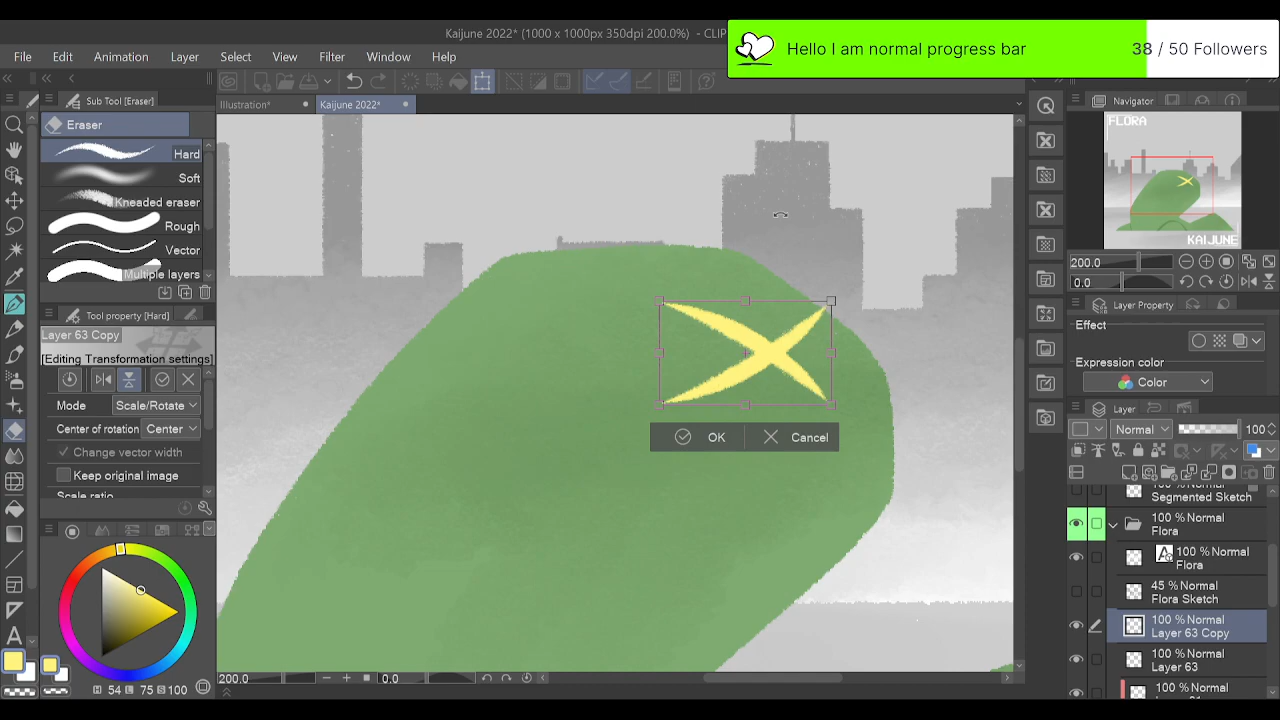 Kaijune 2022* (1000 x 1000px 350dpi 200.0%) - CLIP
Hello I am normal progress bar
38 / 50 Followers
File Edit Animation Layer Select View Filter Window Help
Sub Tool [Eraser]
Illustration*
Kaijune 2022*
Navigator
Eraser
Hard
Soft
Kneaded eraser
Rough
Vector
Multiple layers
FLORA
KAIJUNE
200.0
0.0
Tool property [Hard]
Layer 63 Copy
[Editing Transformation settings]
Mode Scale/Rotate
Center of rotation Center
Change vector width
Keep original image
Scale ratio
OK Cancel
Layer Property
Effect
Expression color
Color
Layer
Normal 100
Segmented Sketch
100 % Normal
Flora
A 100 % Normal
Flora
45 % Normal
Flora Sketch
100 % Normal
Layer 63 Copy
100 % Normal
Layer 63
100 % Normal
H 54 L 75 S 100
200.0 0.0